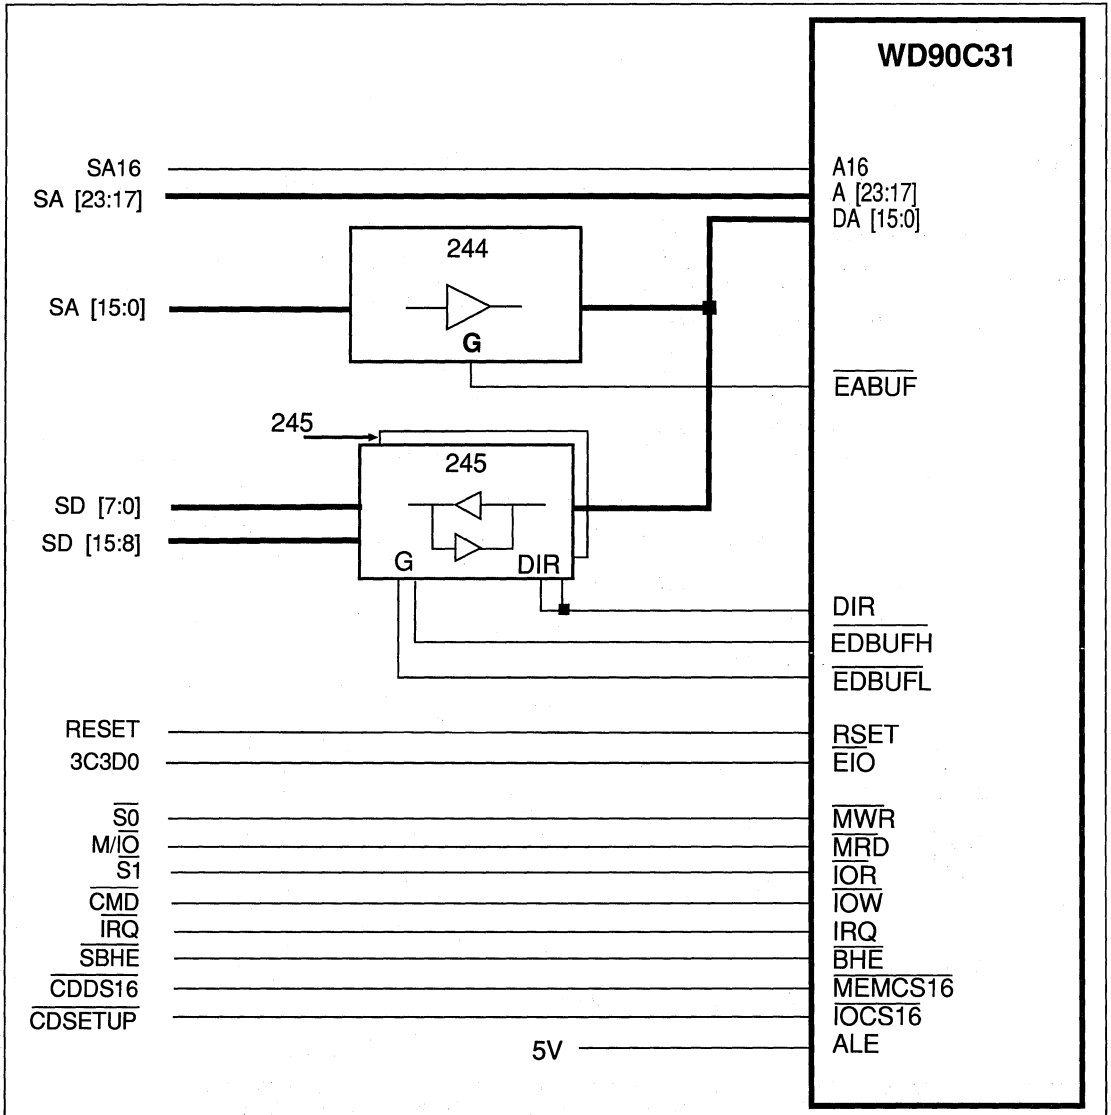 WD90C31
SA16 A16
SA [23:17] A [23:17]
DA [15:0]
244
SA [15:0]
G
EABUF
245
245
SD [7:0]
SD [15:8]
G DIR
DIR
EDBUFH
EDBUFL
RESET RSET
3C3D0 EIO
S0 MWR
M/IO MRD
S1 IOR
CMD IOW
IRQ IRQ
SBHE BHE
CDDS16 MEMCS16
CDSETUP IOCS16
5V ALE